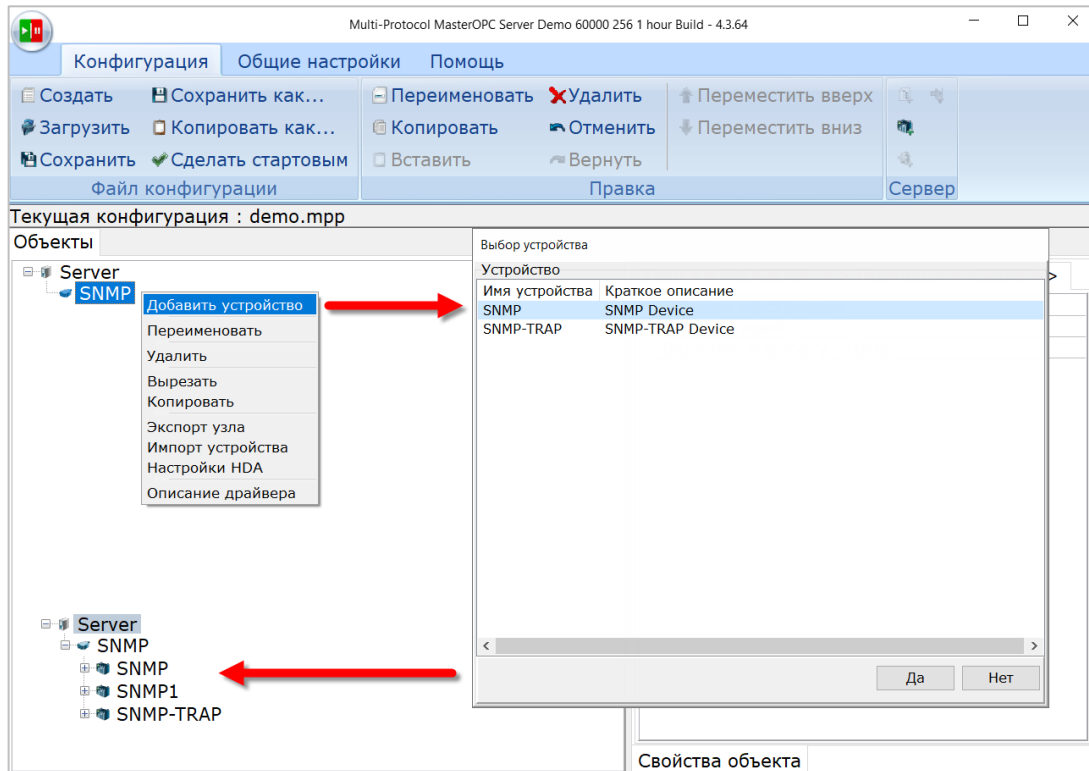 Multi-Protocol MasterOPC Server Demo 60000 256 1 hour Build - 4.3.64
Конфигурация Общие настройки Помощь
Создать Сохранить как... Переименовать Удалить Переместить вверх
Загрузить Копировать как... Копировать Отменить Переместить вниз
Сохранить Сделать стартовым Вставить Вернуть
Файл конфигурации Правка Сервер
Текущая конфигурация : demo.mpp
Объекты
Server
SNMP
Добавить устройство
Переименовать
Удалить
Вырезать
Копировать
Экспорт узла
Импорт устройства
Настройки HDA
Описание драйвера
Выбор устройства
Устройство
Имя устройства Краткое описание
SNMP SNMP Device
SNMP-TRAP SNMP-TRAP Device
Да Нет
Server
SNMP
SNMP
SNMP1
SNMP-TRAP
Свойства объекта